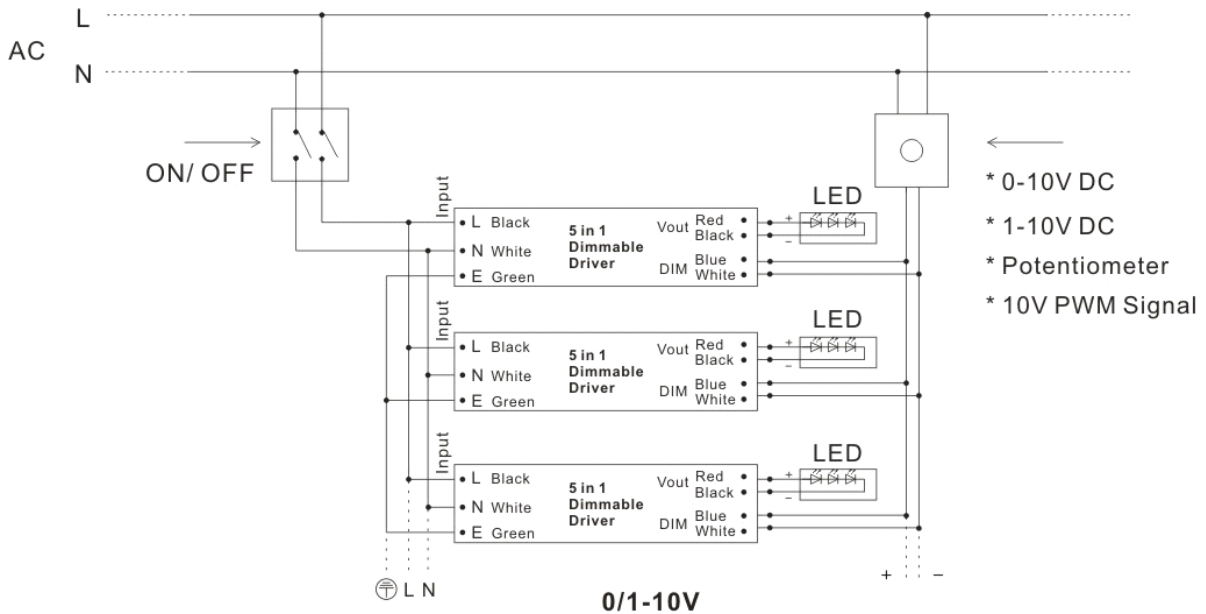 L
AC
N
ON/ OFF
* 0-10V DC
* 1-10V DC
* Potentiometer
* 10V PWM Signal
Input
L Black
N White
E Green
5 in 1
Dimmable
Driver
Vout Red
Black
DIM Blue
White
LED
+
−
Input
L Black
N White
E Green
5 in 1
Dimmable
Driver
Vout Red
Black
DIM Blue
White
LED
+
−
Input
L Black
N White
E Green
5 in 1
Dimmable
Driver
Vout Red
Black
DIM Blue
White
LED
+
−
L N
+ −
0/1-10V